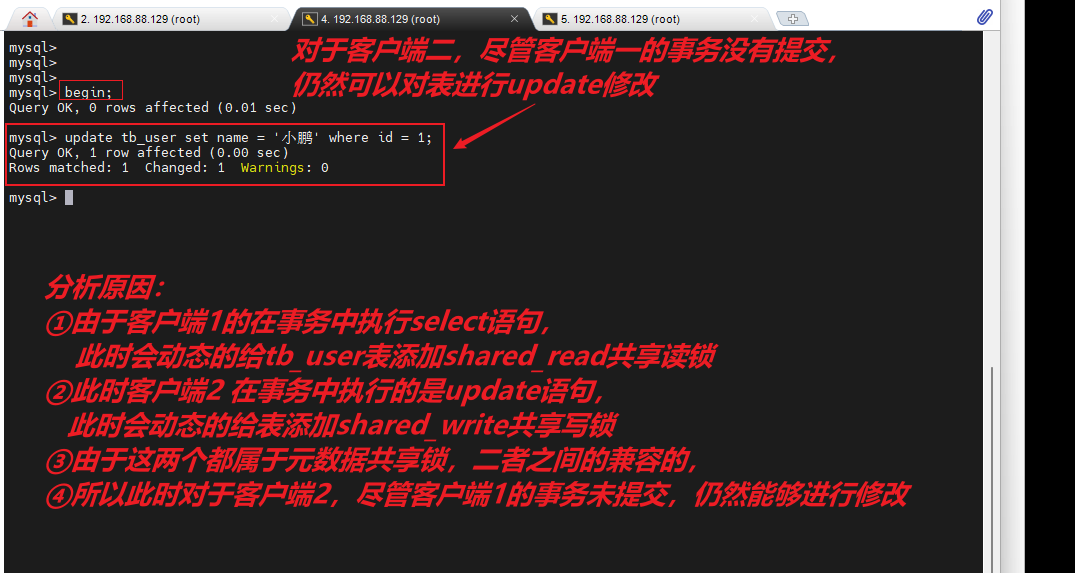 2. 192.168.88.129 (root)
4. 192.168.88.129 (root)
5. 192.168.88.129 (root)
mysql>
mysql>
mysql>
mysql> begin;
Query OK, 0 rows affected (0.01 sec)
对于客户端二，尽管客户端一的事务没有提交，
仍然可以对表进行update修改
mysql> update tb_user set name = '小鹏' where id = 1;
Query OK, 1 row affected (0.00 sec)
Rows matched: 1  Changed: 1  Warnings: 0
mysql>
分析原因：
①由于客户端1的在事务中执行select语句，
此时会动态的给tb_user表添加shared_read共享读锁
②此时客户端2 在事务中执行的是update语句，
此时会动态的给表添加shared_write共享写锁
③由于这两个都属于元数据共享锁，二者之间的兼容的，
④所以此时对于客户端2，尽管客户端1的事务未提交，仍然能够进行修改